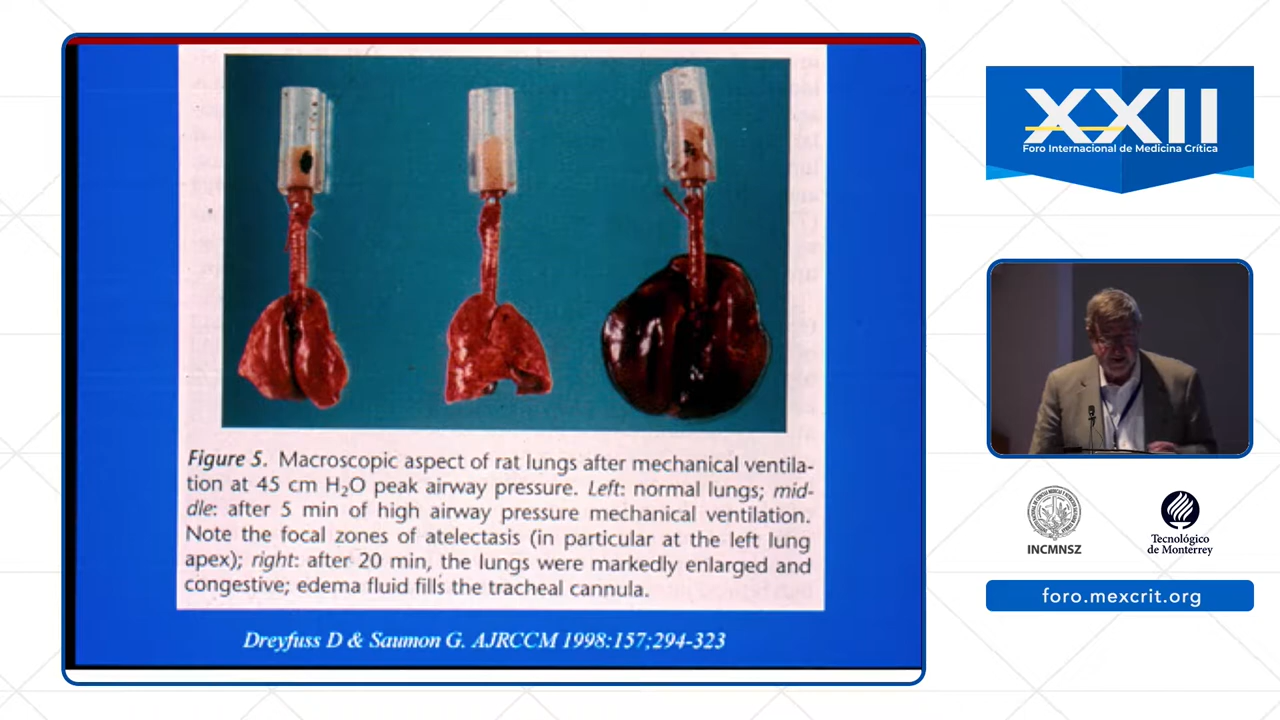 Figure 5. Macroscopic aspect of rat lungs after mechanical ventila-
tion at 45 cm H₂O peak airway pressure. Left: normal lungs; mid-
dle: after 5 min of high airway pressure mechanical ventilation.
Note the focal zones of atelectasis (in particular at the left lung
apex); right: after 20 min, the lungs were markedly enlarged and
congestive; edema fluid fills the tracheal cannula.
Dreyfuss D & Saumon G. AJRCCM 1998:157;294-323
XXII
Foro Internacional de Medicina Crítica
INCMNSZ
Tecnológico
de Monterrey
foro.mexcrit.org